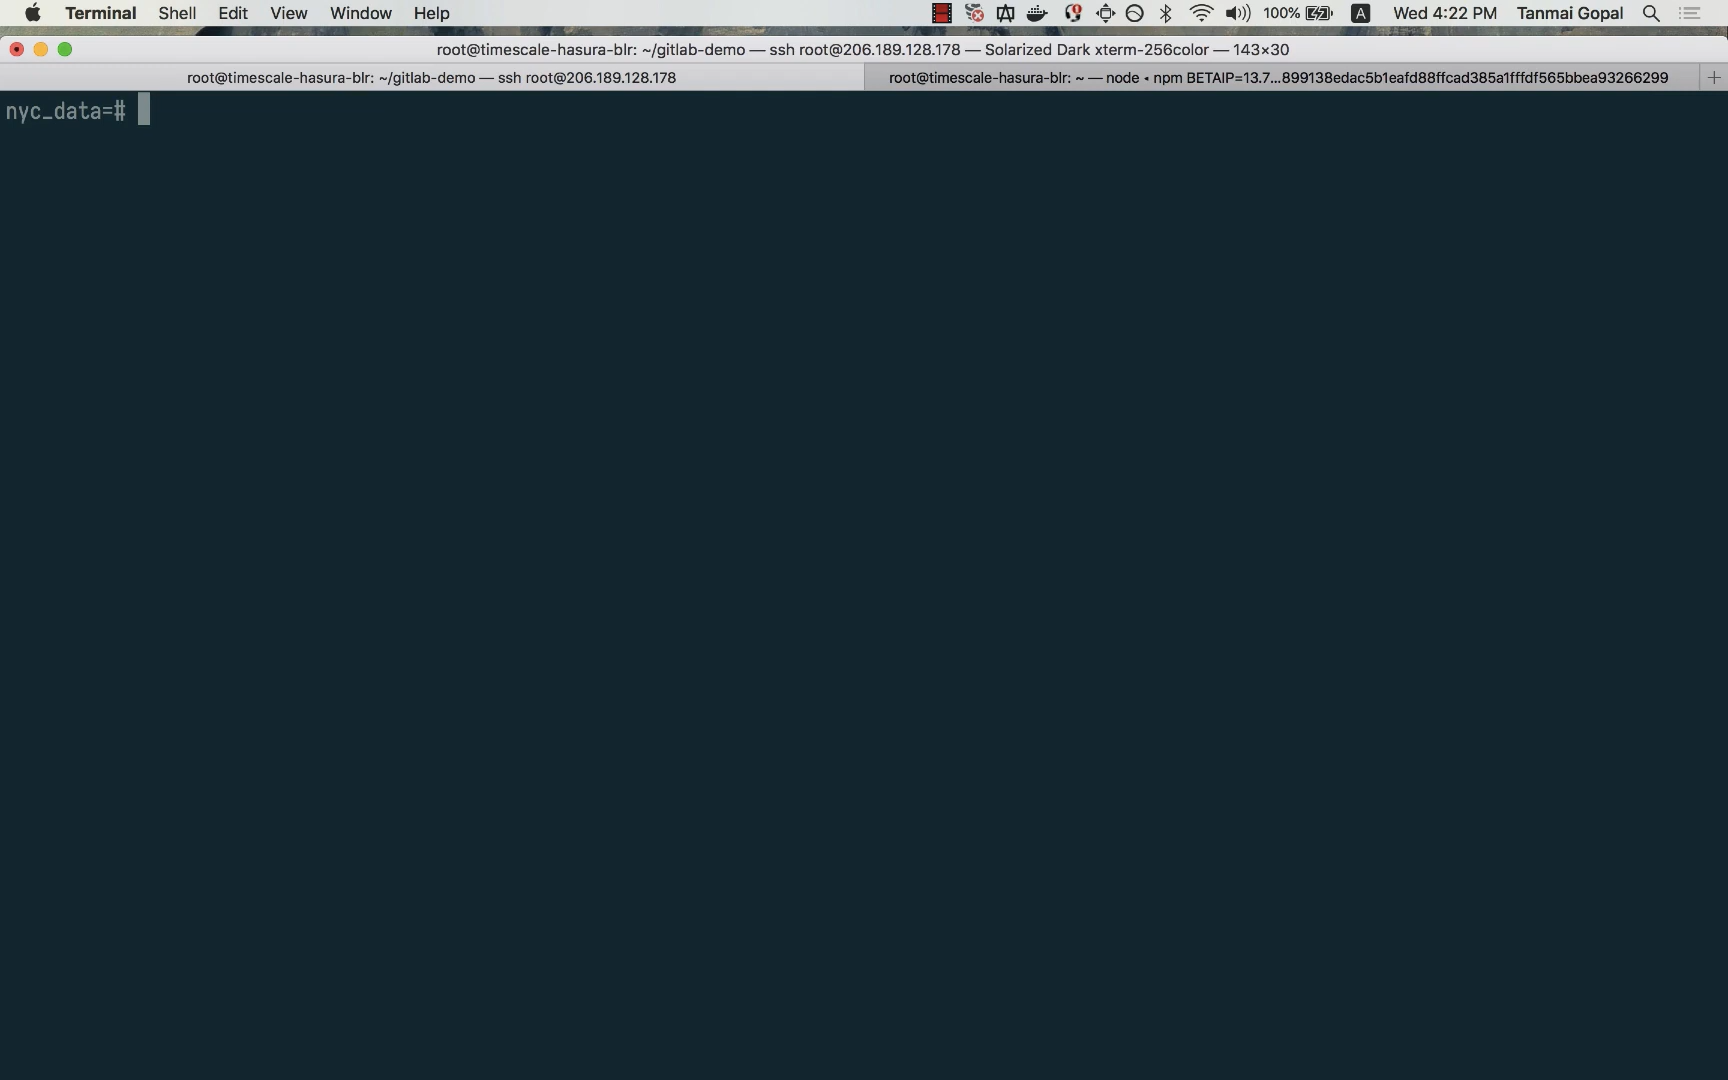 Terminal Shell Edit View Window Help 100% A Wed 4:22 PM Tanmai Gopal
root@timescale-hasura-blr: ~/gitlab-demo — ssh root@206.189.128.178 — Solarized Dark xterm-256color — 143×30
root@timescale-hasura-blr: ~/gitlab-demo — ssh root@206.189.128.178 root@timescale-hasura-blr: ~ — node • npm BETAIP=13.7...899138edac5b1eafd88ffcad385a1fffdf565bbea93266299 +
nyc_data=#